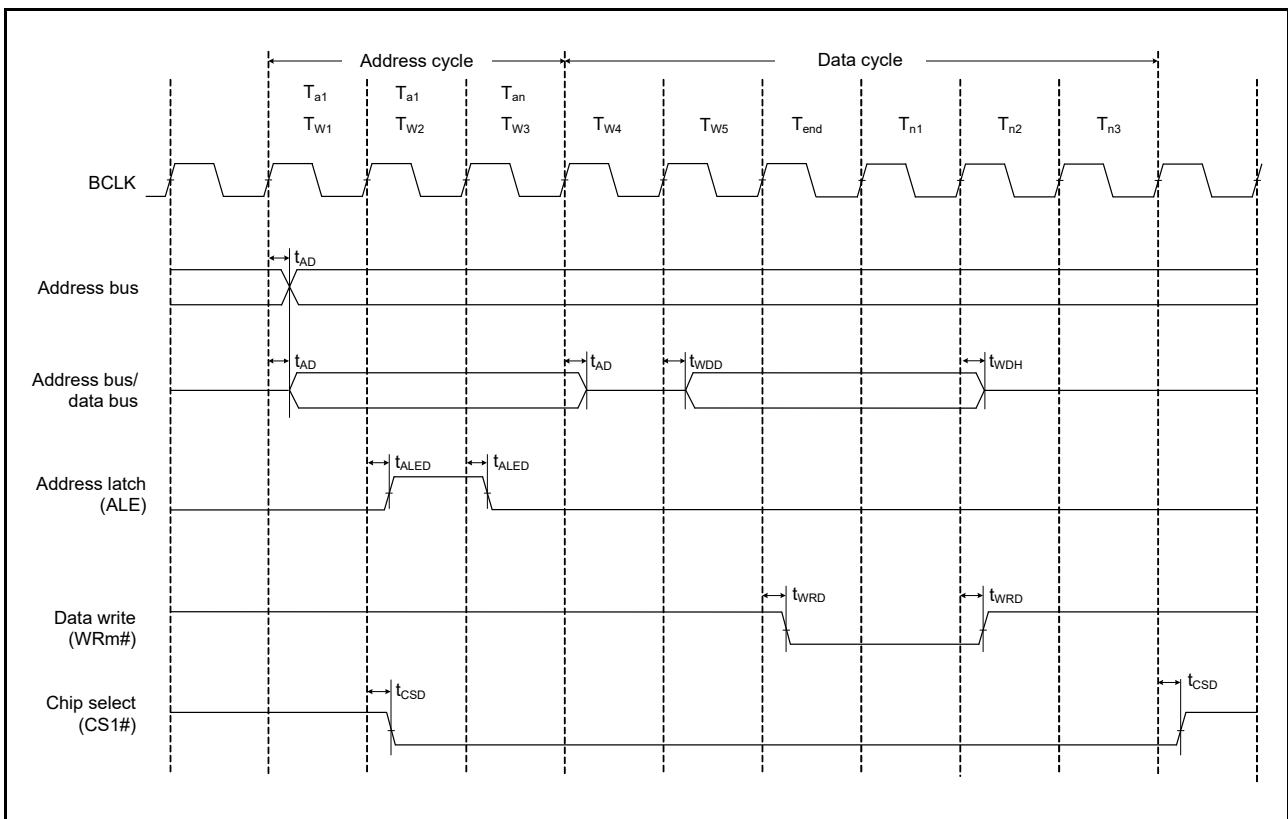 Address cycle Data cycle
Ta1 Ta1 Tan
TW1 TW2 TW3 TW4 TW5 Tend Tn1 Tn2 Tn3
BCLK
tAD
Address bus
tAD tAD tWDD tWDH
Address bus/
data bus
tALED tALED
Address latch
(ALE)
tWRD tWRD
Data write
(WRm#)
tCSD tCSD
Chip select
(CS1#)